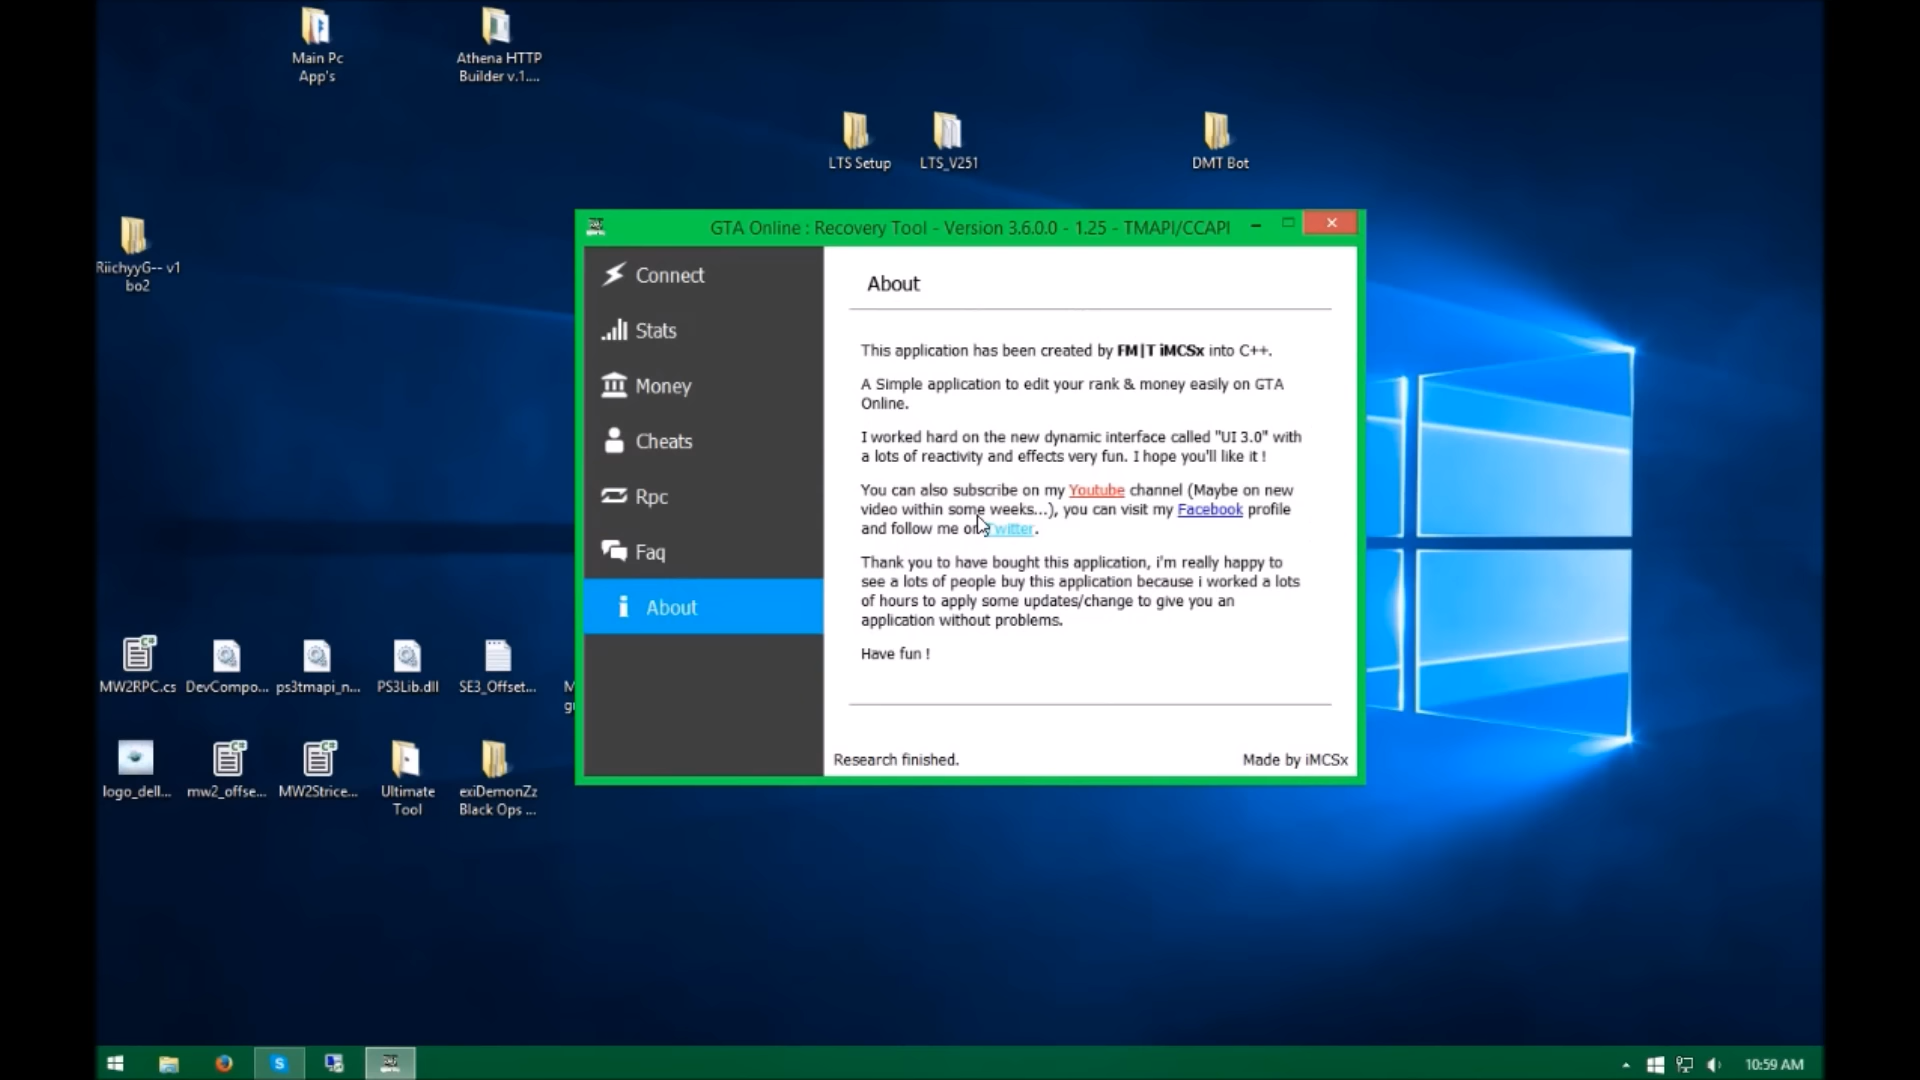 Main Pc
App's
Athena HTTP
Builder v.1....
LTS Setup
LTS_V251
DMT Bot
RiichyyG-- v1
bo2
GTA Online : Recovery Tool - Version 3.6.0.0 - 1.25 - TMAPI/CCAPI
Connect
Stats
Money
Cheats
Rpc
Faq
About
About
This application has been created by FM|T iMCSx into C++.
A Simple application to edit your rank & money easily on GTA
Online.
I worked hard on the new dynamic interface called "UI 3.0" with
a lots of reactivity and effects very fun. I hope you'll like it !
You can also subscribe on my Youtube channel (Maybe on new
video within some weeks...), you can visit my Facebook profile
and follow me on Twitter.
Thank you to have bought this application, i'm really happy to
see a lots of people buy this application because i worked a lots
of hours to apply some updates/change to give you an
application without problems.
Have fun !
Research finished.
Made by iMCSx
MW2RPC.cs
DevCompo...
ps3tmapi_n...
PS3Lib.dll
SE3_Offset...
logo_dell...
mw2_offse...
MW2Strice...
Ultimate
Tool
exiDemonZz
Black Ops ...
10:59 AM